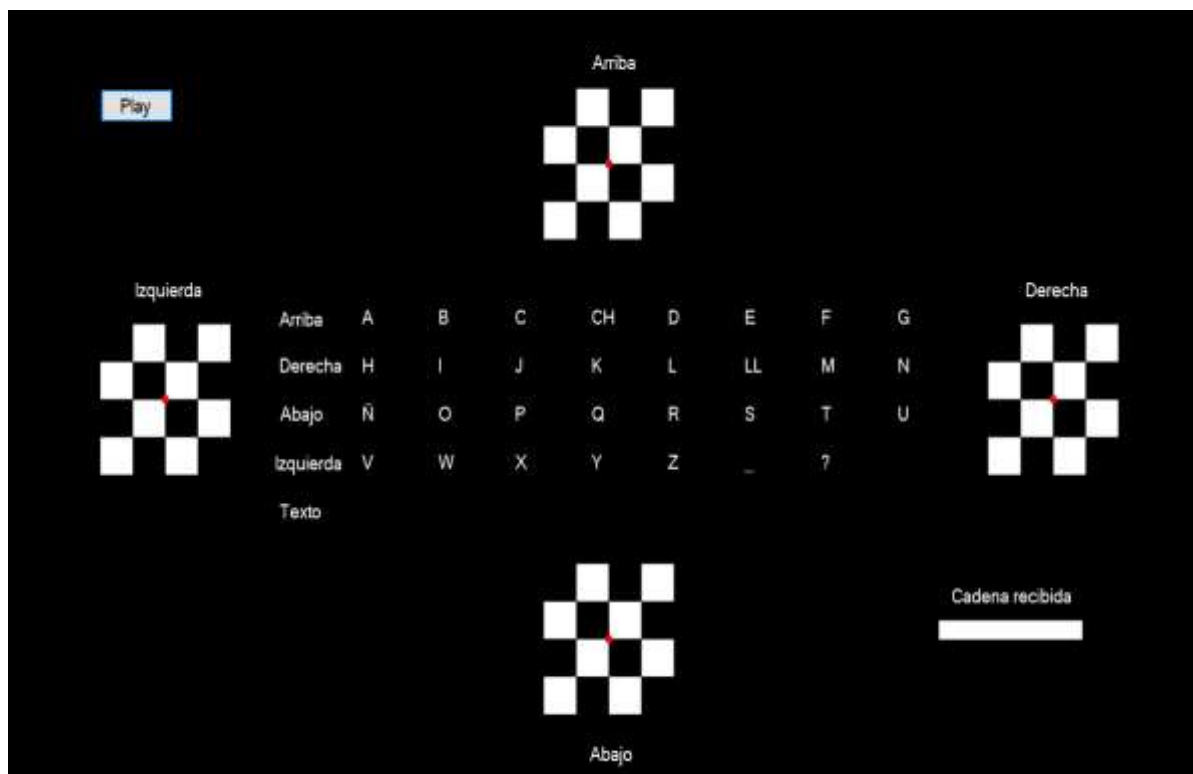 Arriba
Play
Izquierda
Derecha
Arriba A B C CH D E F G
Derecha H I J K L LL M N
Abajo Ñ O P Q R S T U
Izquierda V W X Y Z _ ?
Texto
Cadena recibida
Abajo